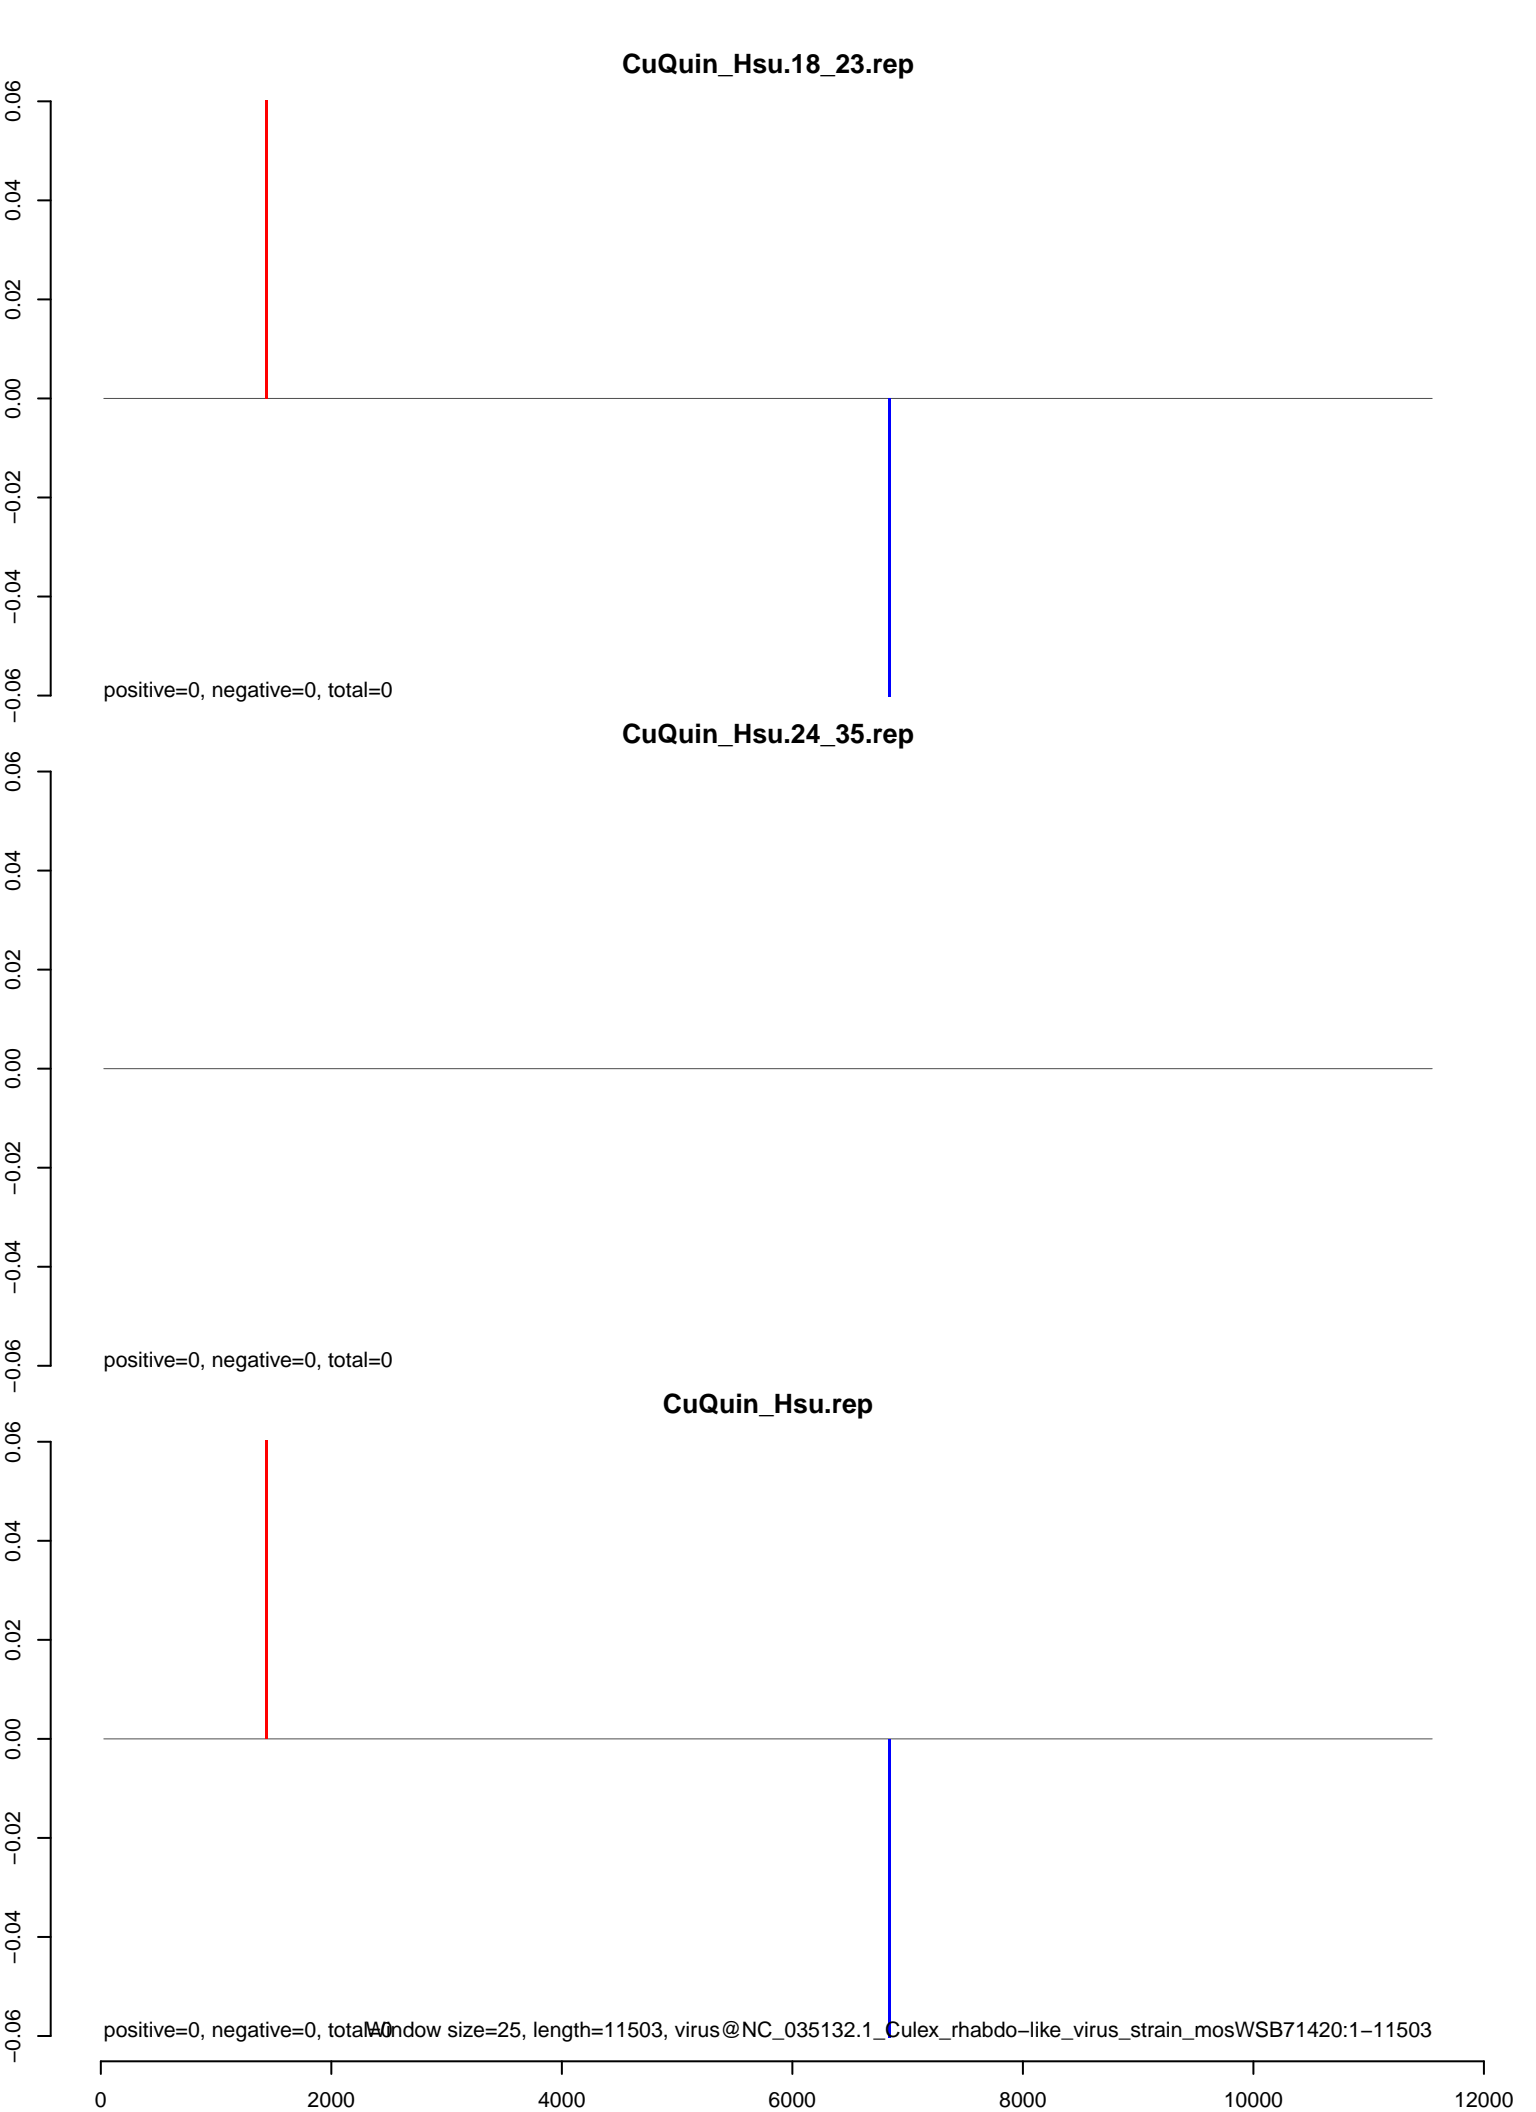 CuQuin_Hsu.18_23.rep
0.06
0.04
0.02
0.00
−0.02
−0.04
−0.06
positive=0, negative=0, total=0
CuQuin_Hsu.24_35.rep
0.06
0.04
0.02
0.00
−0.02
−0.04
−0.06
positive=0, negative=0, total=0
CuQuin_Hsu.rep
0.06
0.04
0.02
0.00
−0.02
−0.04
−0.06
positive=0, negative=0, total=0
Window size=25, length=11503, virus@NC_035132.1_Culex_rhabdo−like_virus_strain_mosWSB71420:1−11503
0 2000 4000 6000 8000 10000 12000